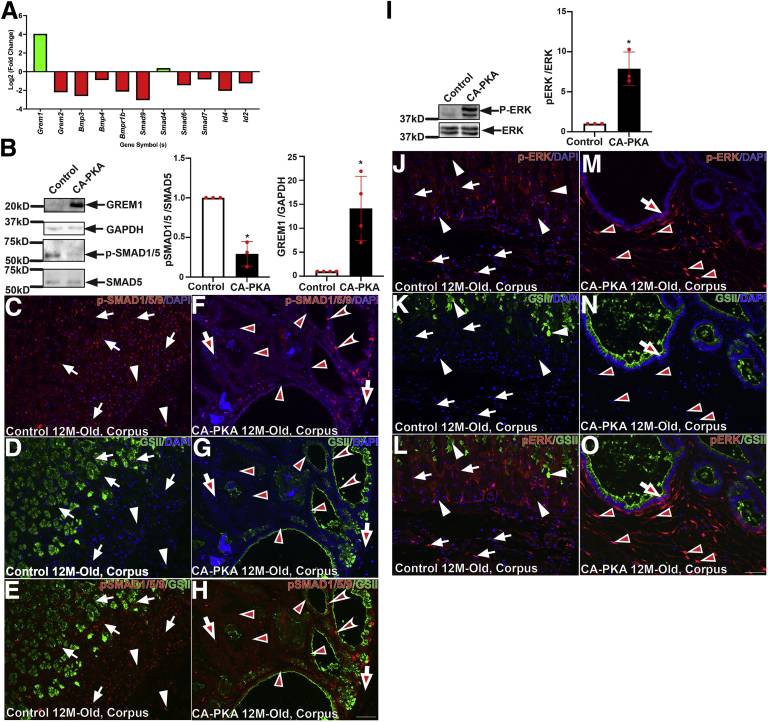 A
Log2 (Fold Change)
6
4
2
0
-2
-4
Grem1
Grem2
Bmp3
Bmp4
Bmpr1b
Smad9
Smad4
Smad6
Smad7
Id4
Id2
Gene Symbol (s)
B
Control
CA-PKA
20kD
GREM1
37kD
GAPDH
75kD
p-SMAD1/5
50kD
75kD
SMAD5
50kD
pSMAD1/5 /SMAD5
1.5
1.0
0.5
0.0
*
Control CA-PKA
GREM1 /GAPDH
25
20
15
10
5
0
*
Control CA-PKA
C
p-SMAD1/5/9/DAPI
Control 12M-Old, Corpus
F
p-SMAD1/5/9/DAPI
CA-PKA 12M-Old, Corpus
D
GSII/DAPI
Control 12M-Old, Corpus
G
GSII/DAPI
CA-PKA 12M-Old, Corpus
E
pSMAD1/5/9/GSII
Control 12M-Old, Corpus
H
pSMAD1/5/9/GSII
CA-PKA 12M-Old, Corpus
I
Control
CA-PKA
P-ERK
37kD
ERK
37kD
pERK /ERK
15
10
5
0
*
Control CA-PKA
J
p-ERK/DAPI
Control 12M-Old, Corpus
M
p-ERK/DAPI
CA-PKA 12M-Old, Corpus
K
GSII/DAPI
Control 12M-Old, Corpus
N
GSII/DAPI
CA-PKA 12M-Old, Corpus
L
pERK/GSII
Control 12M-Old, Corpus
O
pERK/GSII
CA-PKA 12M-Old, Corpus